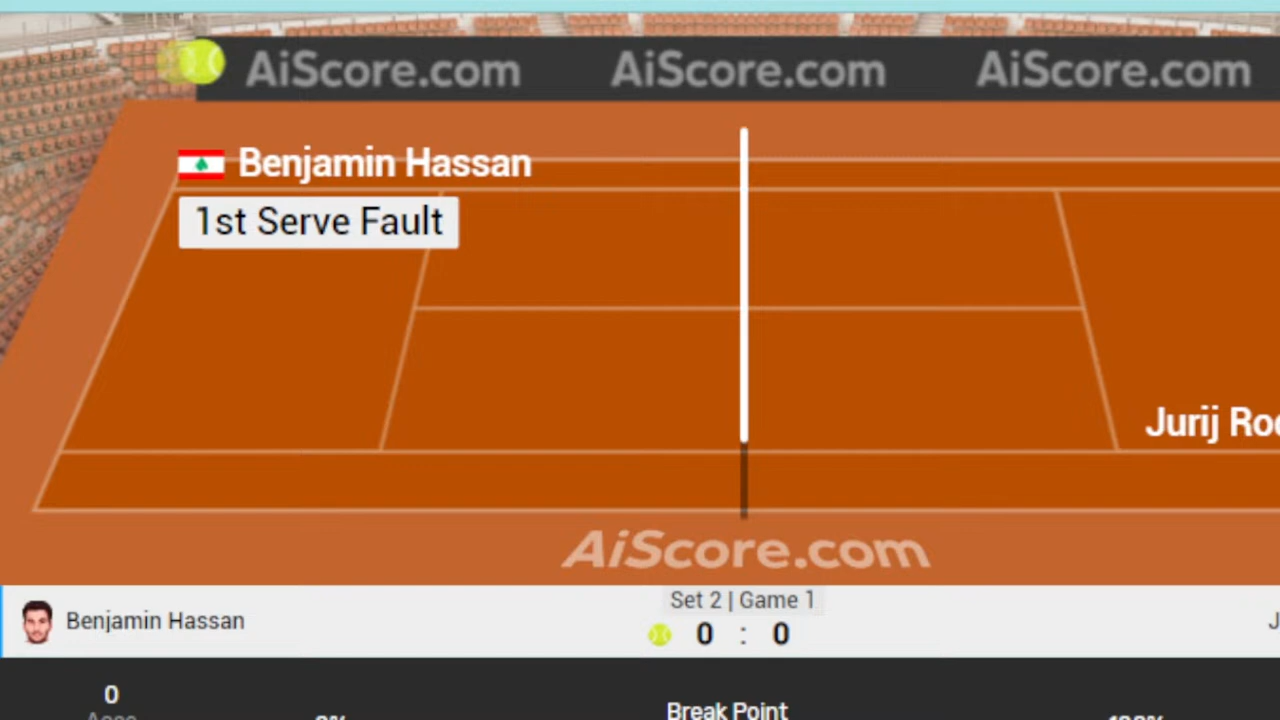 AiScore.com AiScore.com AiScore.com
Benjamin Hassan
1st Serve Fault
Jurij
AiScore.com
Set 2 | Game 1
Benjamin Hassan
0 : 0
J
0
Break Point